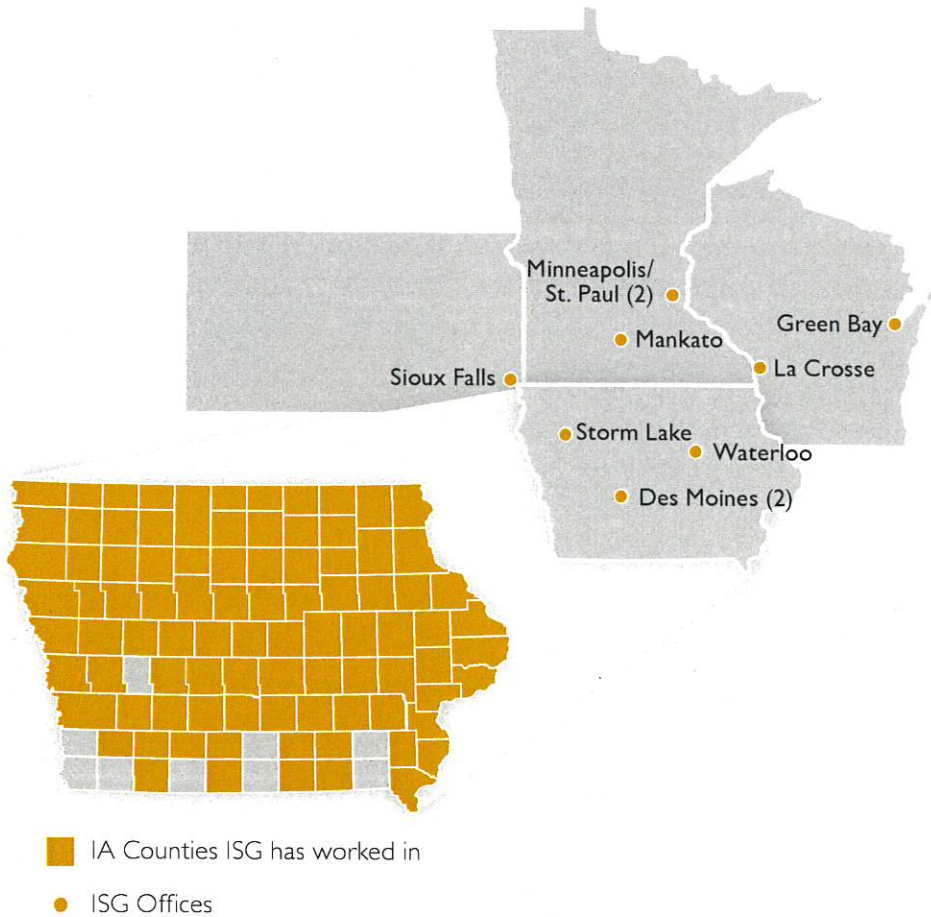 Minneapolis/
St. Paul (2)
Green Bay
Mankato
La Crosse
Sioux Falls
Storm Lake
Waterloo
Des Moines (2)
IA Counties ISG has worked in
ISG Offices